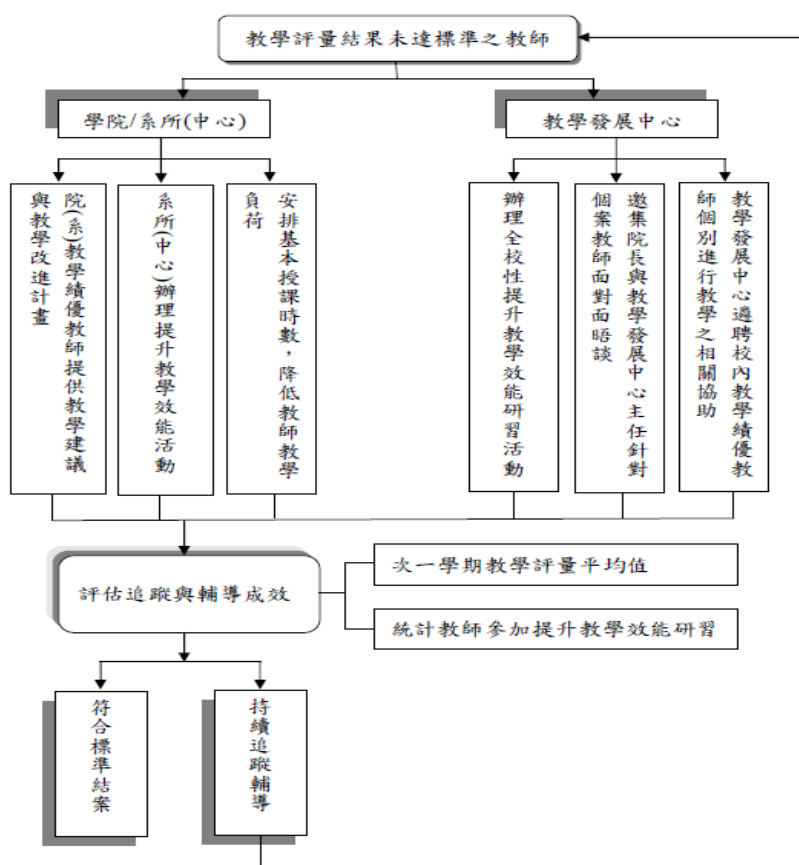 教學評量結果未達標準之教師
學院/系所(中心)
教學發展中心
院(系)教學績優教師提供教學建議
與教學改進計畫
系所(中心)辦理提升教學效能活動
安排基本授課時數，降低教師教學
負荷
辦理全校性提升教學效能研習活動
邀集院長與教學發展中心主任針對
個案教師面對面晤談
教學發展中心遴聘校內教學績優教
師個別進行教學之相關協助
評估追蹤與輔導成效
次一學期教學評量平均值
統計教師參加提升教學效能研習
符合標準結案
持續追蹤輔導